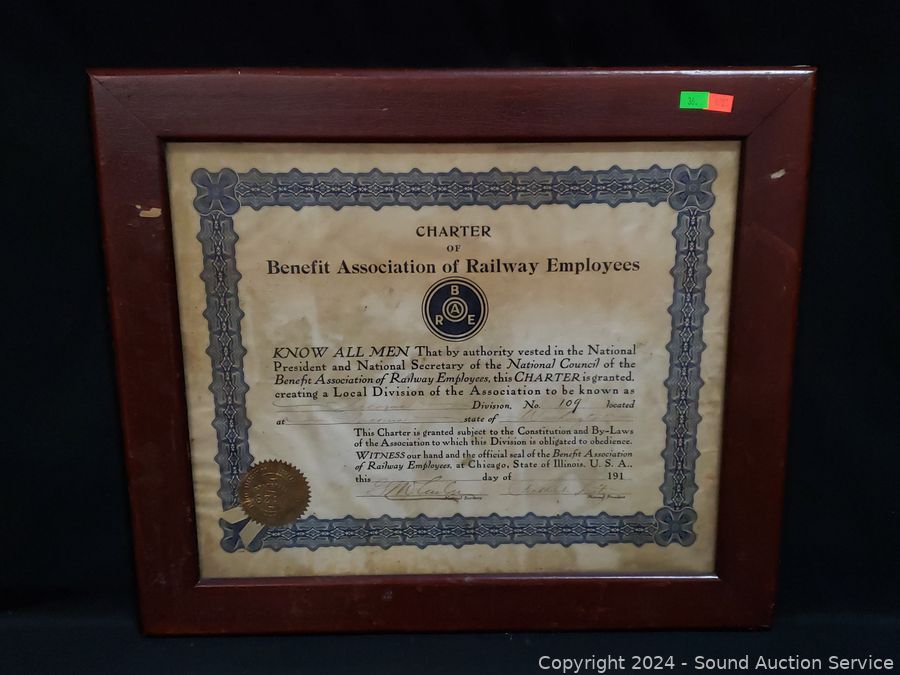 CHARTER
OF
Benefit Association of Railway Employees
B
A
R E
KNOW ALL MEN That by authority vested in the National
President and National Secretary of the National Council of the
Benefit Association of Railway Employees, this CHARTER is granted,
creating a Local Division of the Association to be known as
Division, No. 109 located
at state of
This Charter is granted subject to the Constitution and By-Laws
of the Association to which this Division is obligated to obedience.
WITNESS our hand and the official seal of the Benefit Association
of Railway Employees, at Chicago, State of Illinois, U. S. A.,
this day of 191
National Secretary National President
Copyright 2024 - Sound Auction Service